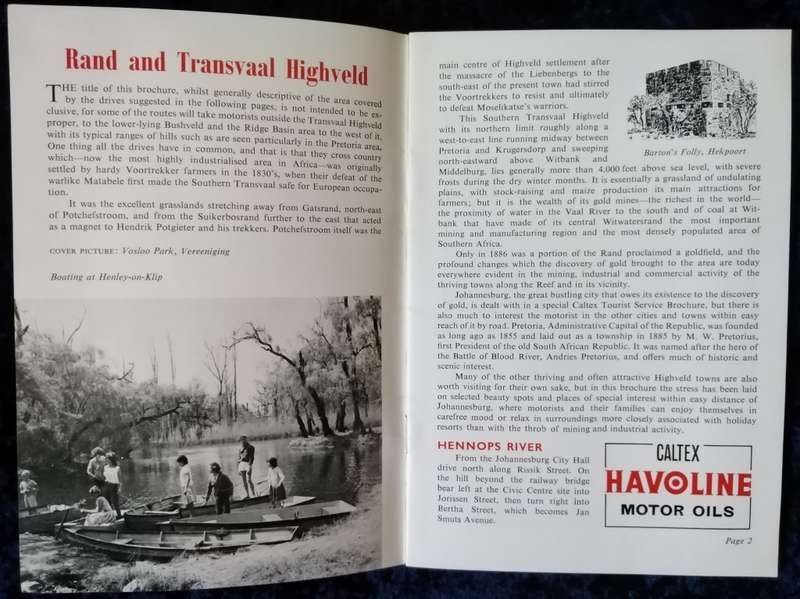 Rand and Transvaal Highveld
THE title of this brochure, whilst generally descriptive of the area covered
by the drives suggested in the following pages, is not intended to be ex-
clusive, for some of the routes will take motorists outside the Transvaal Highveld
proper, to the lower-lying Bushveld and the Ridge Basin area to the west of it,
with its typical ranges of hills such as are seen particularly in the Pretoria area.
One thing all the drives have in common, and that is that they cross country
which—now the most highly industrialised area in Africa—was originally
settled by hardy Voortrekker farmers in the 1830's, when their defeat of the
warlike Matabele first made the Southern Transvaal safe for European occupa-
tion.
It was the excellent grasslands stretching away from Gatsrand, north-east
of Potchefstroom, and from the Suikerbosrand further to the east that acted
as a magnet to Hendrik Potgieter and his trekkers. Potchefstroom itself was the
COVER PICTURE: Vosloo Park, Vereeniging
Boating at Henley-on-Klip
main centre of Highveld settlement after
the massacre of the Liebenbergs to the
south-east of the present town had stirred
the Voortrekkers to resist and ultimately
to defeat Moselikatse's warriors.
This Southern Transvaal Highveld
with its northern limit roughly along a
west-to-east line running midway between
Pretoria and Krugersdorp and sweeping
north-eastward above Witbank and
Barton's Folly, Hekpoort
Middelburg, lies generally more than 4,000 feet above sea level, with severe
frosts during the dry winter months. It is essentially a grassland of undulating
plains, with stock-raising and maize production its main attractions for
farmers; but it is the wealth of its gold mines—the richest in the world—
the proximity of water in the Vaal River to the south and of coal at Wit-
bank that have made of its central Witwatersrand the most important
mining and manufacturing region and the most densely populated area of
Southern Africa.
Only in 1886 was a portion of the Rand proclaimed a goldfield, and the
profound changes which the discovery of gold brought to the area are today
everywhere evident in the mining, industrial and commercial activity of the
thriving towns along the Reef and in its vicinity.
Johannesburg, the great bustling city that owes its existence to the discovery
of gold, is dealt with in a special Caltex Tourist Service Brochure, but there is
also much to interest the motorist in the other cities and towns within easy
reach of it by road. Pretoria, Administrative Capital of the Republic, was founded
as long ago as 1855 and laid out as a township in 1885 by M. W. Pretorius,
first President of the old South African Republic. It was named after the hero of
the Battle of Blood River, Andries Pretorius, and offers much of historic and
scenic interest.
Many of the other thriving and often attractive Highveld towns are also
worth visiting for their own sake, but in this brochure the stress has been laid
on selected beauty spots and places of special interest within easy distance of
Johannesburg, where motorists and their families can enjoy themselves in
carefree mood or relax in surroundings more closely associated with holiday
resorts than with the throb of mining and industrial activity.
HENNOPS RIVER
From the Johannesburg City Hall
drive north along Rissik Street. On
the hill beyond the railway bridge
bear left at the Civic Centre site into
Jorissen Street, then turn right into
Bertha Street, which becomes Jan
Smuts Avenue.
CALTEX
HAVOLINE
MOTOR OILS
Page 2